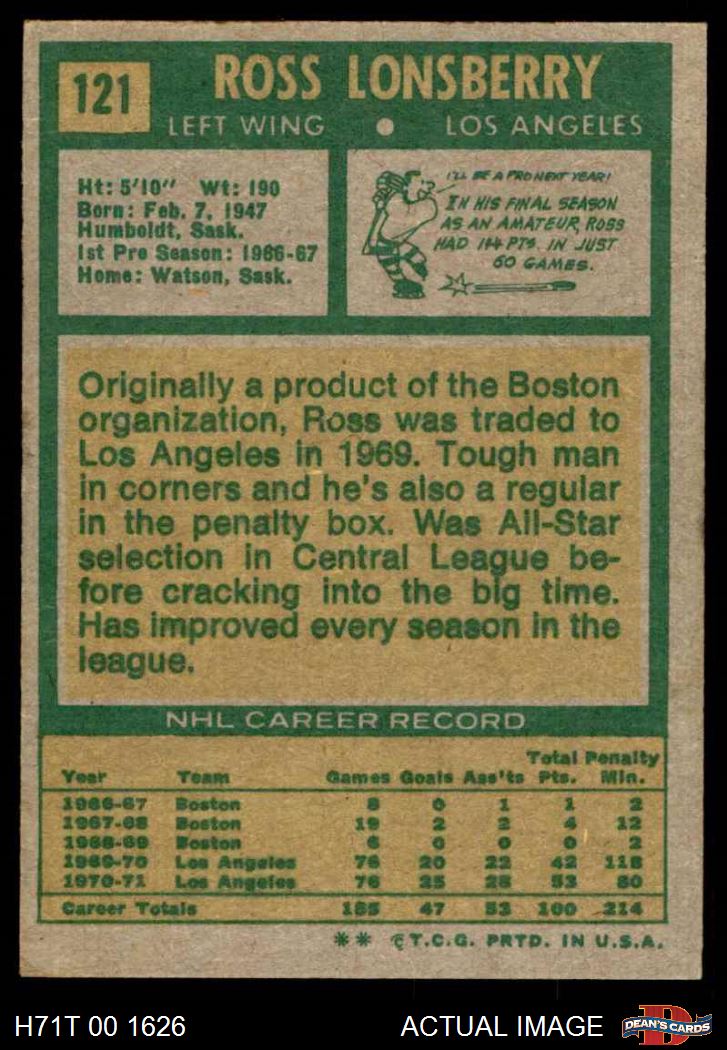 121
ROSS LONSBERRY
LEFT WING • LOS ANGELES
Ht: 5'10" Wt: 190
Born: Feb. 7, 1947
Humboldt, Sask.
1st Pro Season: 1966-67
Home: Watson, Sask.
I'LL BE A PRO NEXT YEAR!
IN HIS FINAL SEASON
AS AN AMATEUR, ROSS
HAD 144 PTS. IN JUST
60 GAMES.
Originally a product of the Boston
organization, Ross was traded to
Los Angeles in 1969. Tough man
in corners and he's also a regular
in the penalty box. Was All-Star
selection in Central League be-
fore cracking into the big time.
Has improved every season in the
league.
NHL CAREER RECORD
Total Penalty
Year Team Games Goals Ass'ts Pts. Min.
1966-67 Boston 8 0 1 1 2
1967-68 Boston 19 2 2 4 12
1968-69 Boston 6 0 0 0 2
1969-70 Los Angeles 76 20 22 42 118
1970-71 Los Angeles 76 25 28 53 80
Career Totals 185 47 53 100 214
** © T.C.G. PRTD. IN U.S.A.
H71T 00 1626 ACTUAL IMAGE
D
DEAN'S CARDS